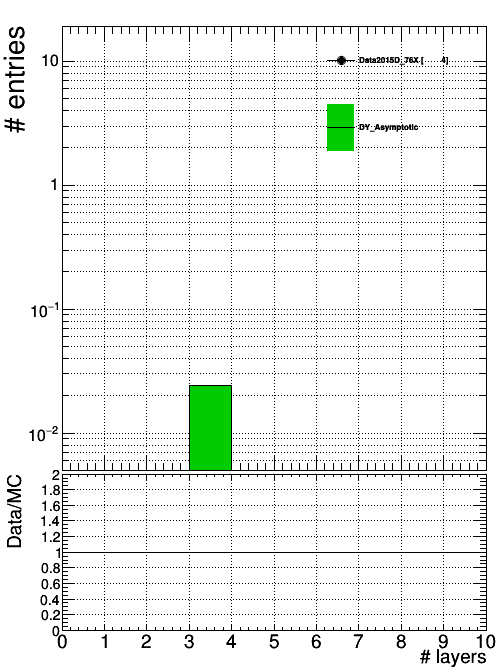 # entries
10
Data2015D_76X [ 4]
DY_Asymptotic
1
10⁻¹
10⁻²
Data/MC
2
1.8
1.6
1.4
1.2
1
0.8
0.6
0.4
0.2
0
0 1 2 3 4 5 6 7 8 9 10
# layers